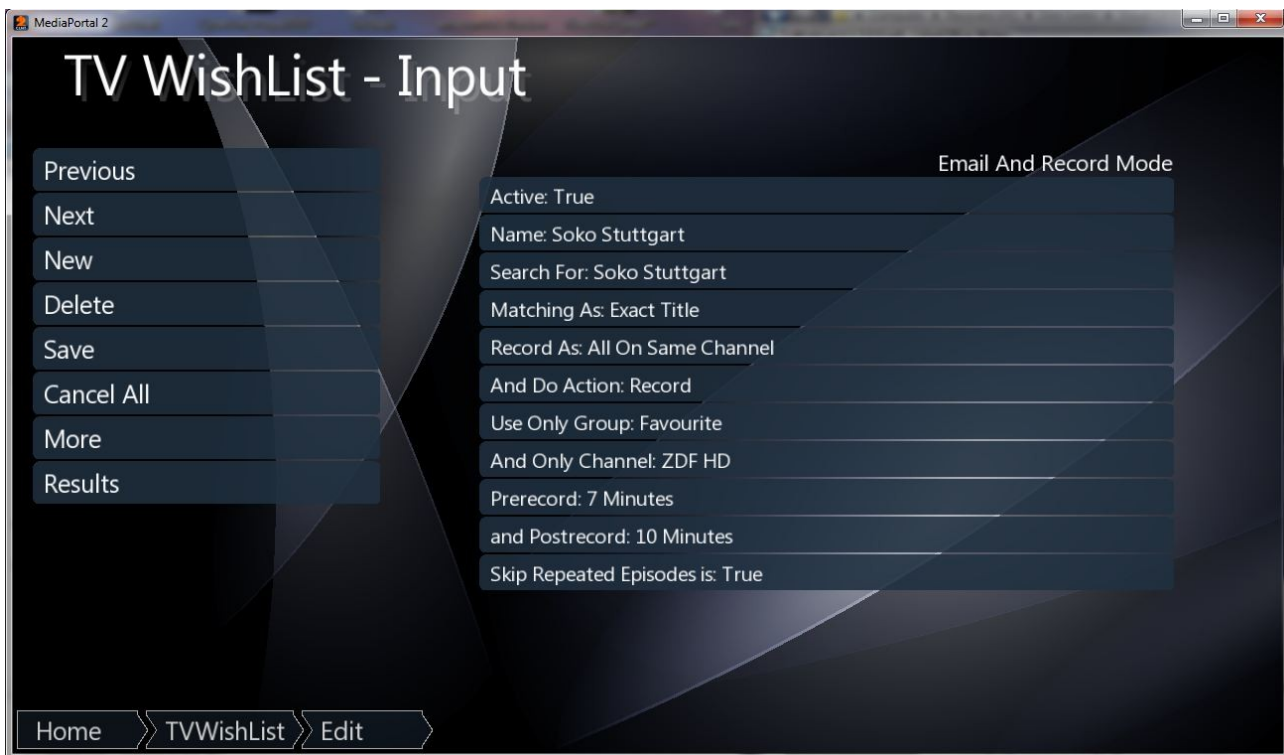 MediaPortal 2
TV WishList - Input
Previous
Next
New
Delete
Save
Cancel All
More
Results
Email And Record Mode
Active: True
Name: Soko Stuttgart
Search For: Soko Stuttgart
Matching As: Exact Title
Record As: All On Same Channel
And Do Action: Record
Use Only Group: Favourite
And Only Channel: ZDF HD
Prerecord: 7 Minutes
and Postrecord: 10 Minutes
Skip Repeated Episodes is: True
Home TVWishList Edit